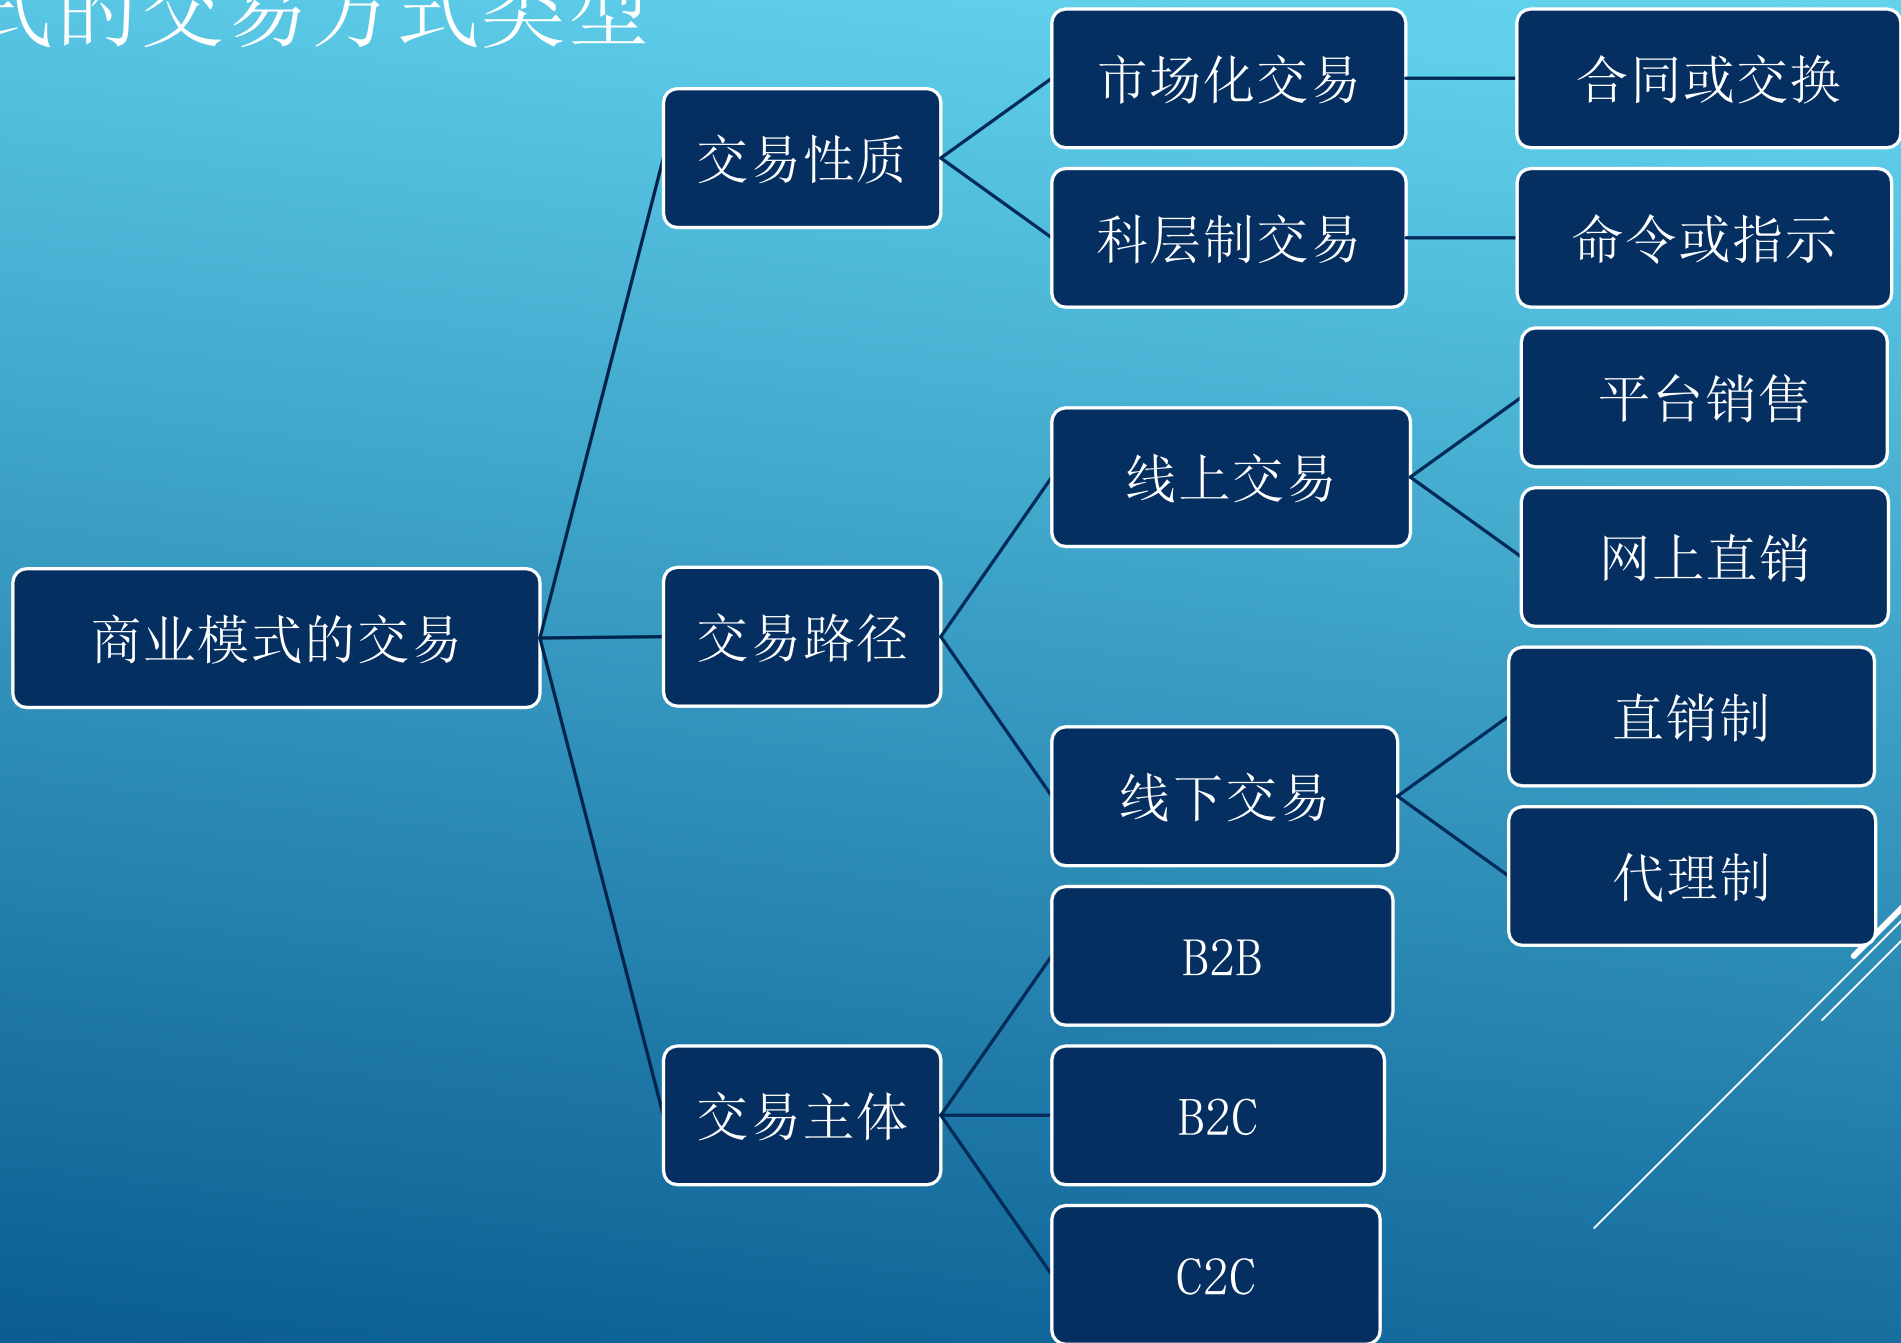 式的交易方式类型
市场化交易
合同或交换
交易性质
科层制交易
命令或指示
平台销售
线上交易
网上直销
商业模式的交易
交易路径
直销制
线下交易
代理制
B2B
交易主体
B2C
C2C